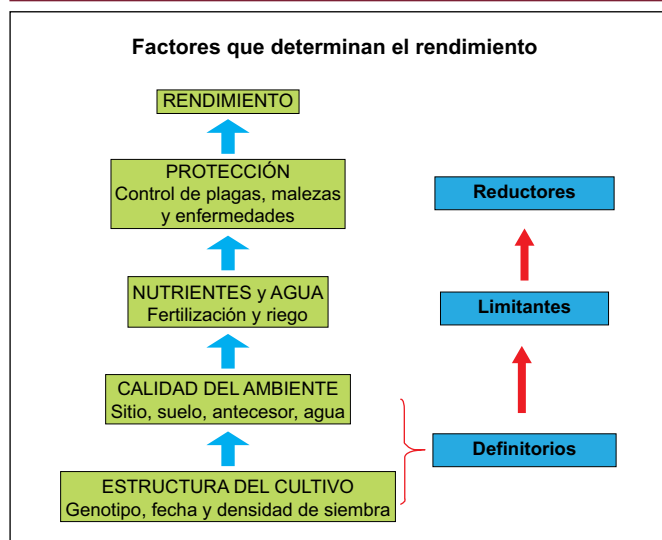 Factores que determinan el rendimiento
RENDIMIENTO
PROTECCIÓN
Control de plagas, malezas
y enfermedades
Reductores
NUTRIENTES y AGUA
Fertilización y riego
Limitantes
CALIDAD DEL AMBIENTE
Sitio, suelo, antecesor, agua
Definitorios
ESTRUCTURA DEL CULTIVO
Genotipo, fecha y densidad de siembra